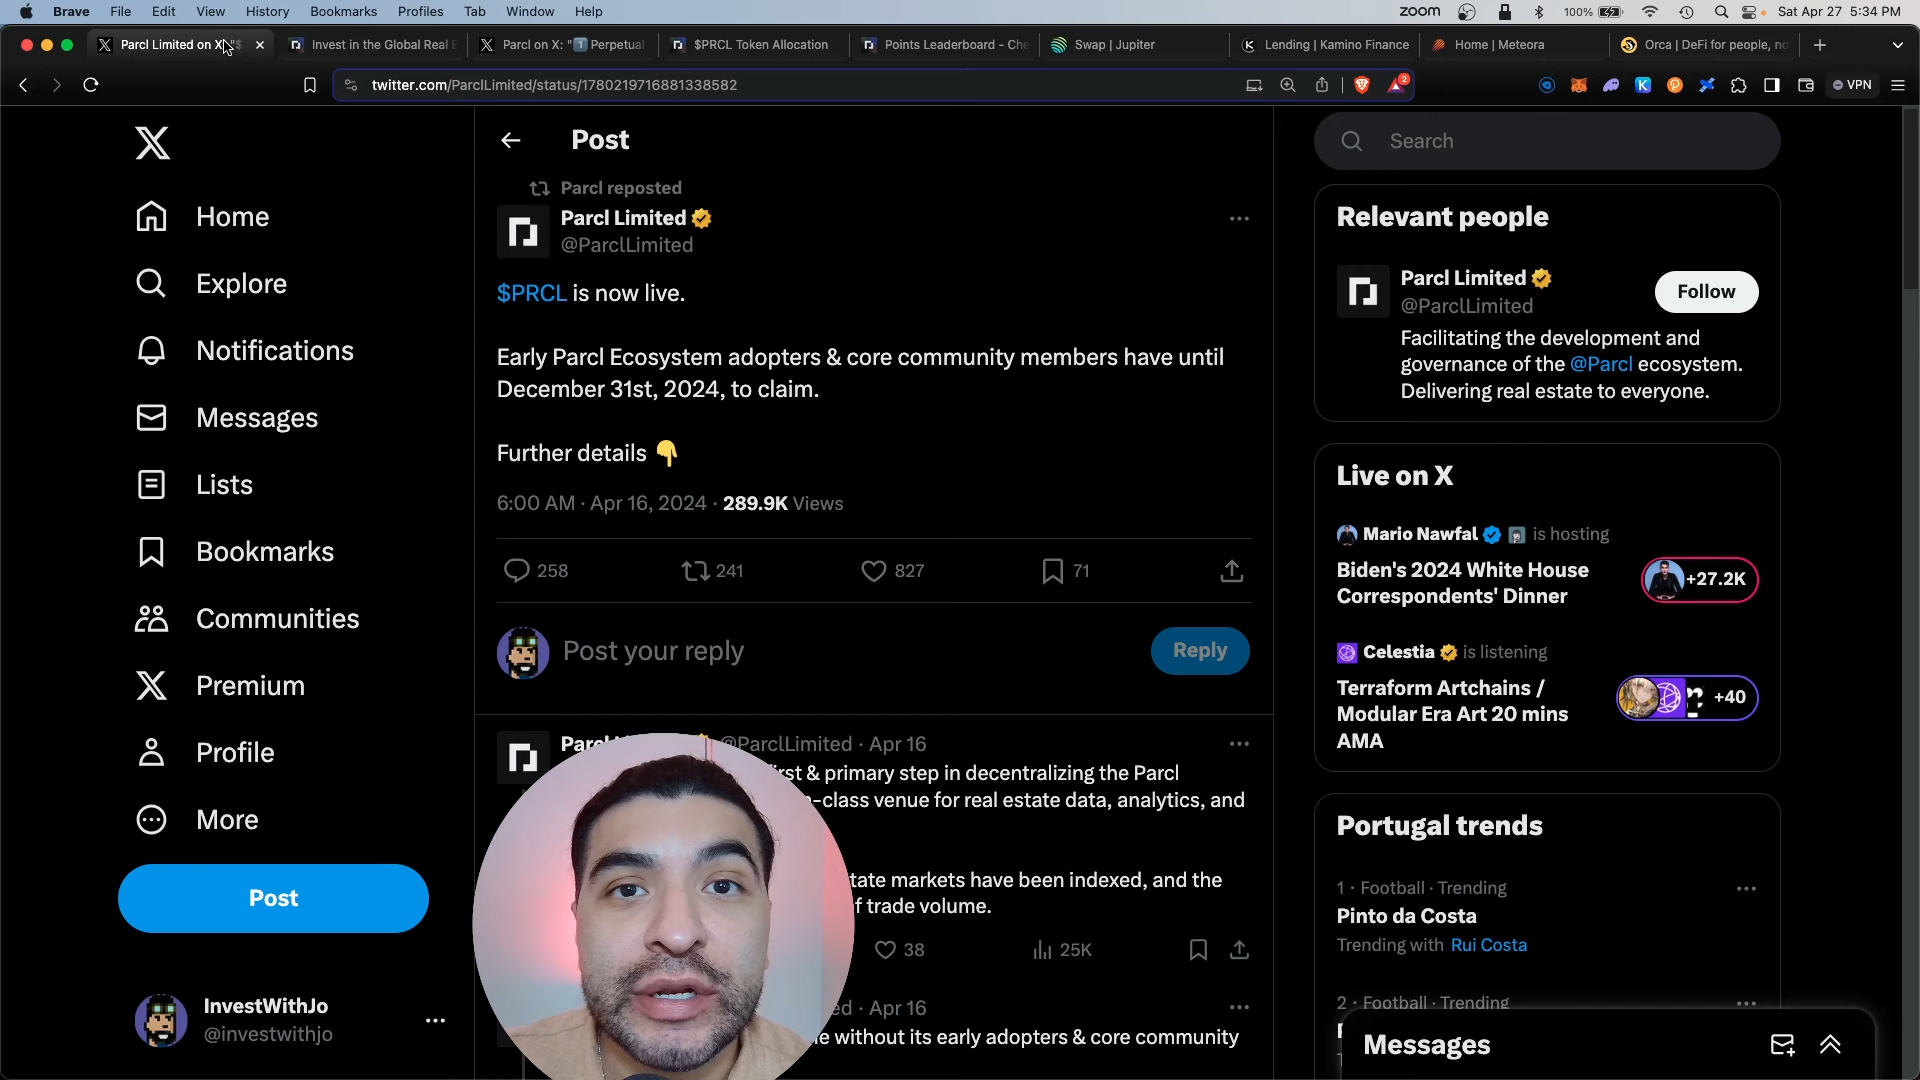 Brave File Edit View History Bookmarks Profiles Tab Window Help zoom 100% Sat Apr 27 5:34 PM
Parcl Limited on X: "$ Invest in the Global Real E Parcl on X: "1 Perpetual $PRCL Token Allocation Points Leaderboard - Che Swap | Jupiter Lending | Kamino Finance Home | Meteora Orca | DeFi for people, no
twitter.com/ParclLimited/status/1780219716881338582 2 VPN
Home
Explore
Notifications
Messages
Lists
Bookmarks
Communities
Premium
Profile
More
Post
InvestWithJo
@investwithjo
Post
Parcl reposted
Parcl Limited
@ParclLimited
$PRCL is now live.
Early Parcl Ecosystem adopters & core community members have until
December 31st, 2024, to claim.
Further details 👇
6:00 AM · Apr 16, 2024 · 289.9K Views
258 241 827 71
Post your reply Reply
@ParclLimited · Apr 16
& primary step in decentralizing the Parcl
-class venue for real estate data, analytics, and
markets have been indexed, and the
trade volume.
38 25K
· Apr 16
without its early adopters & core community
Search
Relevant people
Parcl Limited
@ParclLimited
Follow
Facilitating the development and
governance of the @Parcl ecosystem.
Delivering real estate to everyone.
Live on X
Mario Nawfal is hosting
Biden's 2024 White House
Correspondents' Dinner
+27.2K
Celestia is listening
Terraform Artchains /
Modular Era Art 20 mins
AMA
+40
Portugal trends
1 · Football · Trending
Pinto da Costa
Trending with Rui Costa
2 · Football · Trending
Messages